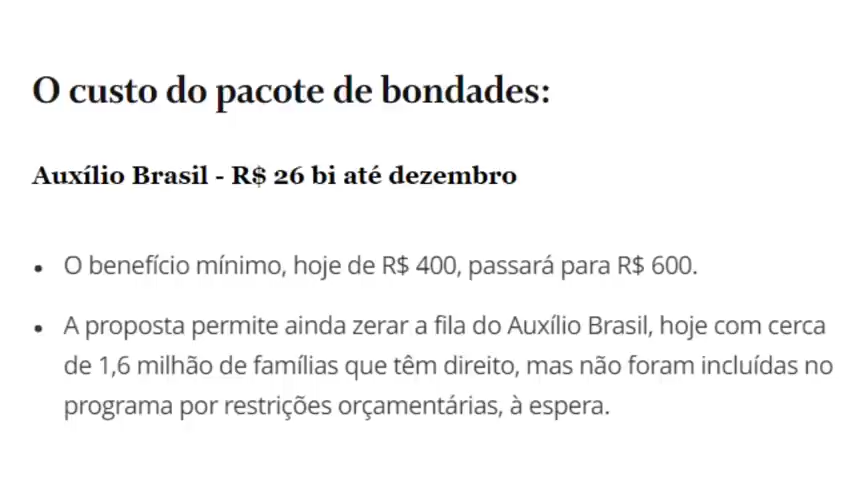 O custo do pacote de bondades:
Auxílio Brasil - R$ 26 bi até dezembro
• O benefício mínimo, hoje de R$ 400, passará para R$ 600.
• A proposta permite ainda zerar a fila do Auxílio Brasil, hoje com cerca
de 1,6 milhão de famílias que têm direito, mas não foram incluídas no
programa por restrições orçamentárias, à espera.